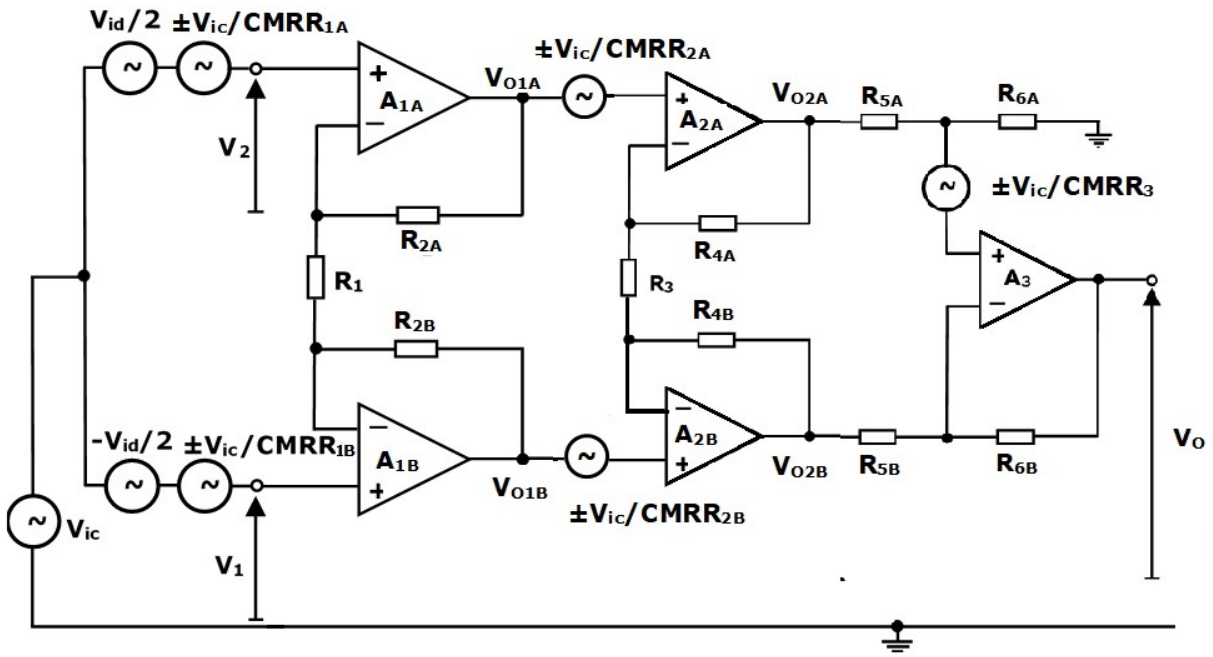 Vid/2 ±Vic/CMRR1A
±Vic/CMRR2A
+
A1A
−
VO1A
+
A2A
−
VO2A
R5A
R6A
V2
±Vic/CMRR3
R2A
R4A
+
A3
−
R1
R3
R2B
R4B
-Vid/2 ±Vic/CMRR1B
−
A1B
+
VO1B
−
A2B
+
VO2B
R5B
R6B
VO
±Vic/CMRR2B
Vic
V1